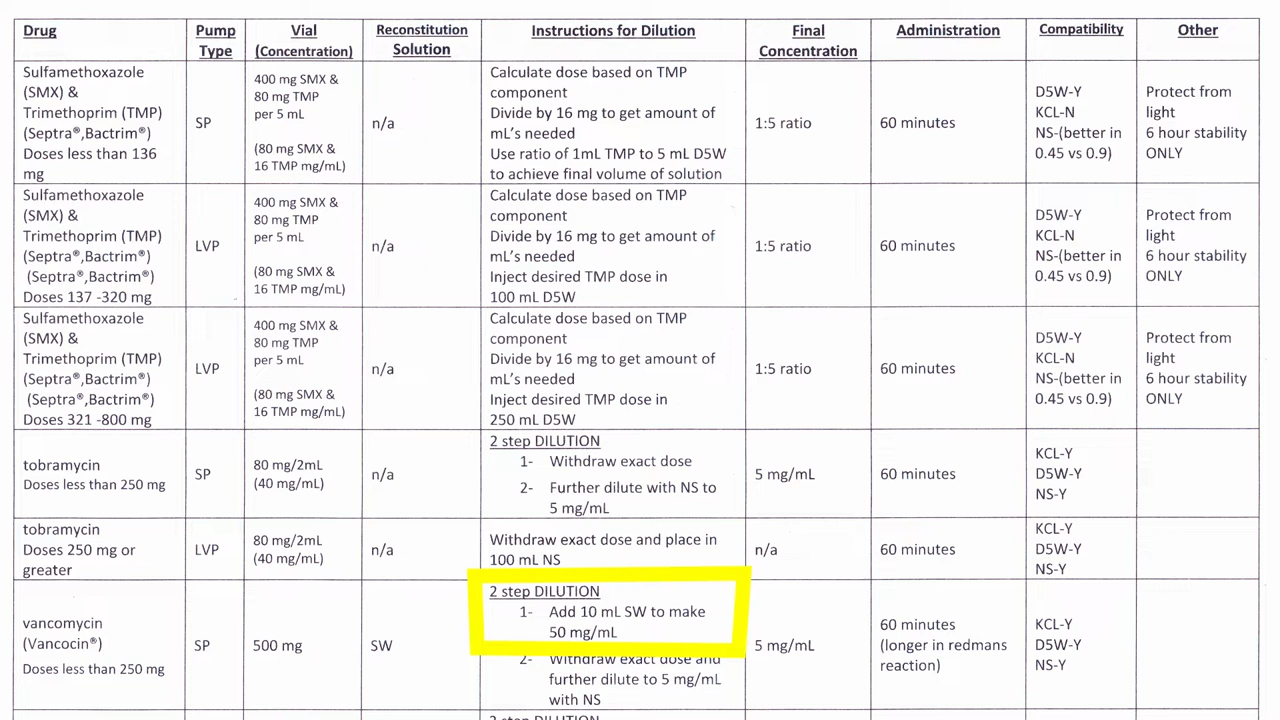 Drug Pump Type Vial (Concentration) Reconstitution Solution Instructions for Dilution Final Concentration Administration Compatibility Other
Sulfamethoxazole
(SMX) &
Trimethoprim (TMP)
(Septra®,Bactrim®)
Doses less than 136
mg
SP
400 mg SMX &
80 mg TMP
per 5 mL
(80 mg SMX &
16 TMP mg/mL)
n/a
Calculate dose based on TMP
component
Divide by 16 mg to get amount of
mL's needed
Use ratio of 1mL TMP to 5 mL D5W
to achieve final volume of solution
1:5 ratio
60 minutes
D5W-Y
KCL-N
NS-(better in
0.45 vs 0.9)
Protect from
light
6 hour stability
ONLY
Sulfamethoxazole
(SMX) &
Trimethoprim (TMP)
(Septra®,Bactrim®)
(Septra®,Bactrim®)
Doses 137 -320 mg
LVP
400 mg SMX &
80 mg TMP
per 5 mL
(80 mg SMX &
16 TMP mg/mL)
n/a
Calculate dose based on TMP
component
Divide by 16 mg to get amount of
mL's needed
Inject desired TMP dose in
100 mL D5W
1:5 ratio
60 minutes
D5W-Y
KCL-N
NS-(better in
0.45 vs 0.9)
Protect from
light
6 hour stability
ONLY
Sulfamethoxazole
(SMX) &
Trimethoprim (TMP)
(Septra®,Bactrim®)
(Septra®,Bactrim®)
Doses 321 -800 mg
LVP
400 mg SMX &
80 mg TMP
per 5 mL
(80 mg SMX &
16 TMP mg/mL)
n/a
Calculate dose based on TMP
component
Divide by 16 mg to get amount of
mL's needed
Inject desired TMP dose in
250 mL D5W
1:5 ratio
60 minutes
D5W-Y
KCL-N
NS-(better in
0.45 vs 0.9)
Protect from
light
6 hour stability
ONLY
tobramycin
Doses less than 250 mg
SP
80 mg/2mL
(40 mg/mL)
n/a
2 step DILUTION
1- Withdraw exact dose
2- Further dilute with NS to
5 mg/mL
5 mg/mL
60 minutes
KCL-Y
D5W-Y
NS-Y
tobramycin
Doses 250 mg or
greater
LVP
80 mg/2mL
(40 mg/mL)
n/a
Withdraw exact dose and place in
100 mL NS
n/a
60 minutes
KCL-Y
D5W-Y
NS-Y
vancomycin
(Vancocin®)
Doses less than 250 mg
SP
500 mg
SW
2 step DILUTION
1- Add 10 mL SW to make
50 mg/mL
2- Withdraw exact dose and
further dilute to 5 mg/mL
with NS
5 mg/mL
60 minutes
(longer in redmans
reaction)
KCL-Y
D5W-Y
NS-Y
2 step DILUTION